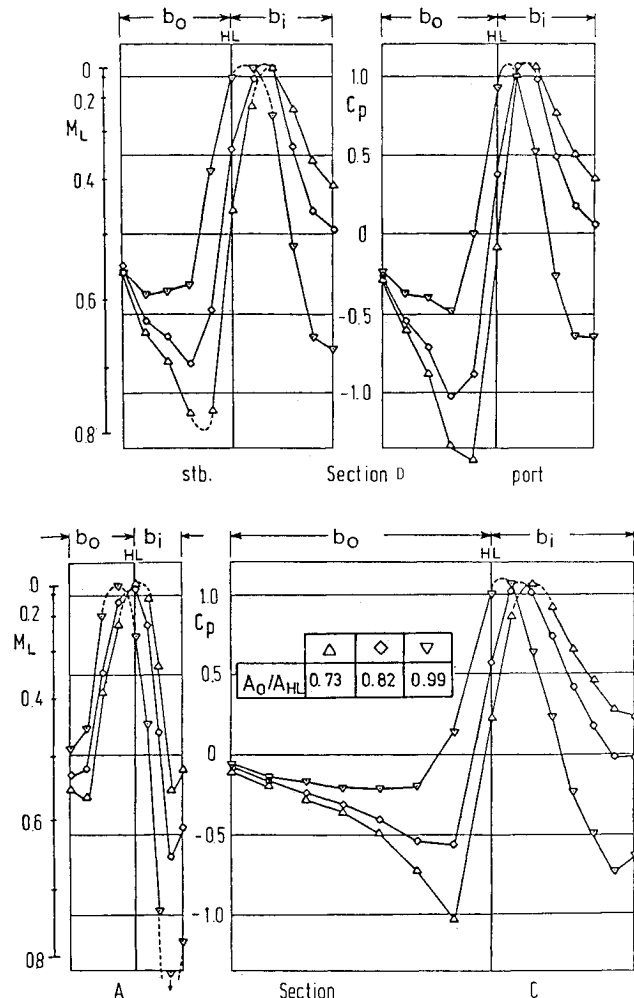 b₀ bᵢ b₀ bᵢ
HL HL
0 1.0
0.2 Cp
M_L 0.5
0.4
0
0.6 -0.5
-1.0
0.8
stb. Section D port
b₀ bᵢ b₀ bᵢ
HL HL
0 1.0
0.2 Cp
M_L
0.5
0.4
A₀/A_HL 0.73 0.82 0.99
0
0.6 -0.5
-1.0
0.8
A Section C